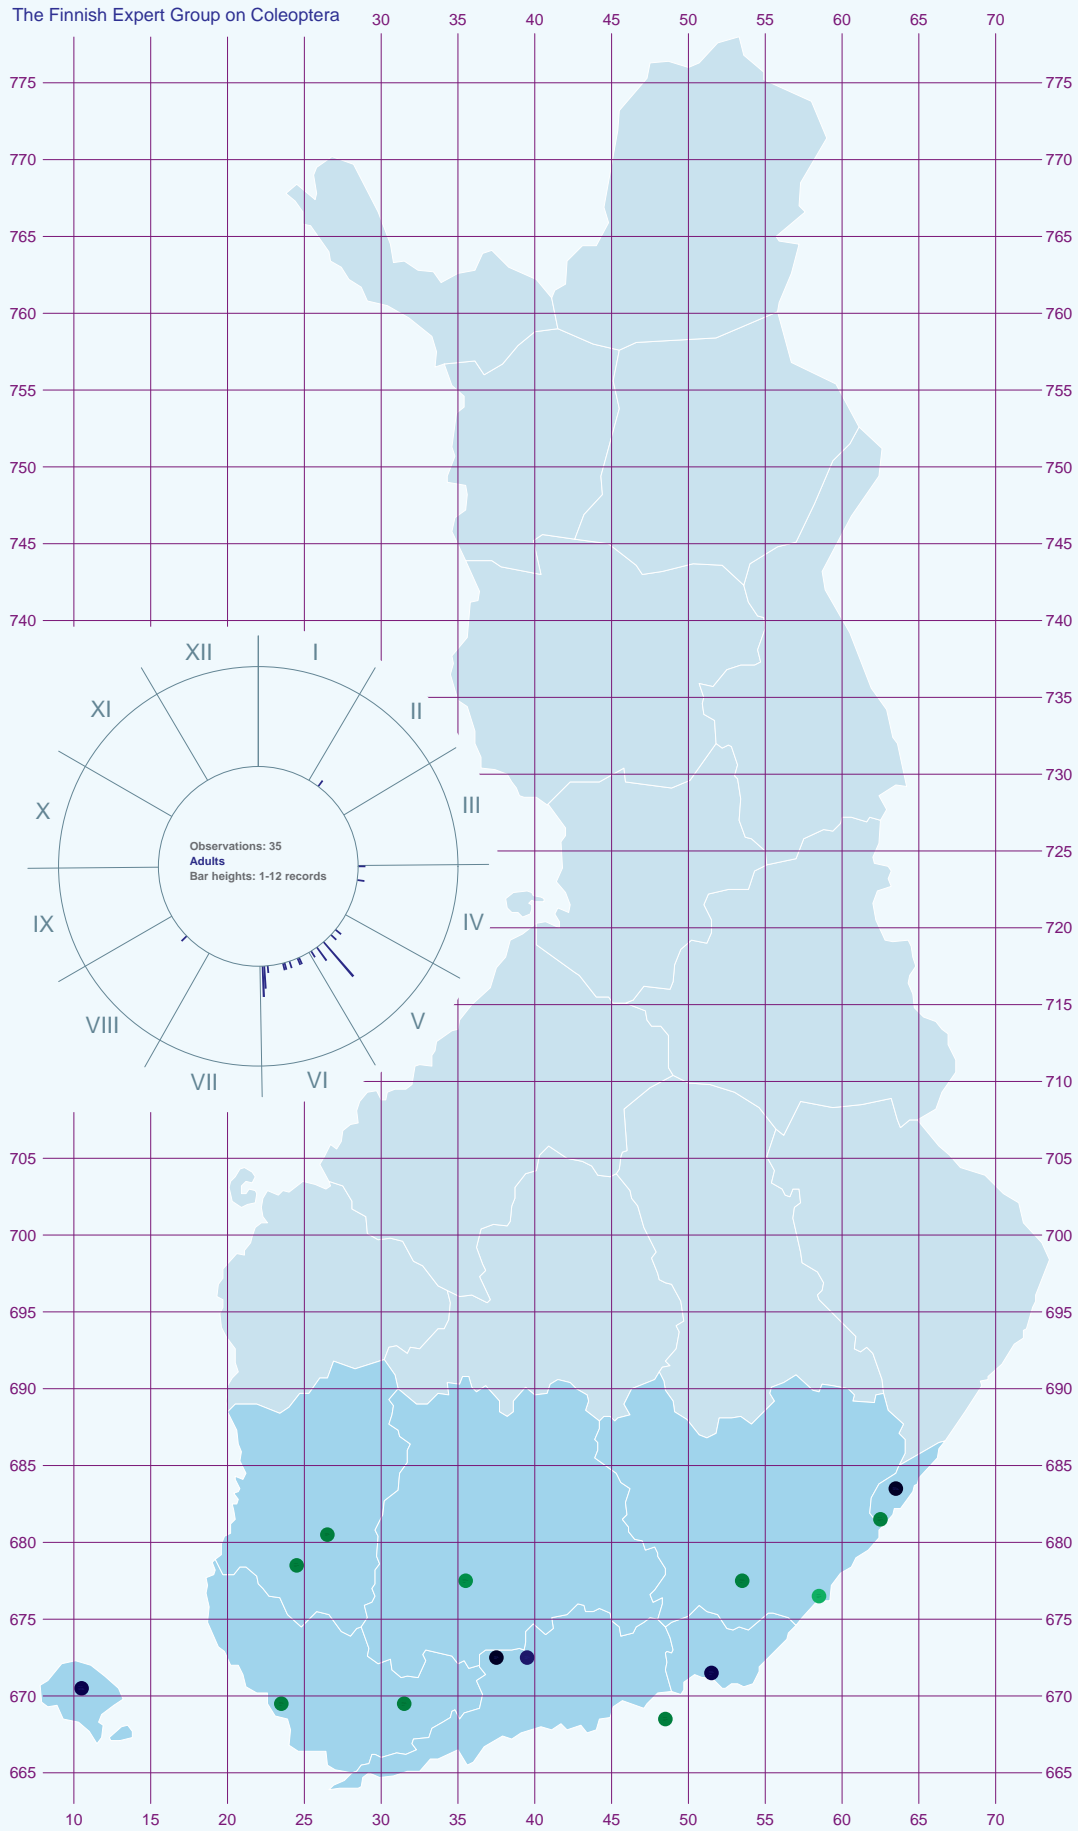 The Finnish Expert Group on Coleoptera
30 35 40 45 50 55 60 65 70
775 775
770 770
765 765
760 760
755 755
750 750
745 745
740 740
XII I
XI II
735
730
X III
725
Observations: 35
Adults
Bar heights: 1-12 records
IX IV
720
715
VIII V
VII VI
710
705 705
700 700
695 695
690 690
685 685
680 680
675 675
670 670
665 665
10 15 20 25 30 35 40 45 50 55 60 65 70